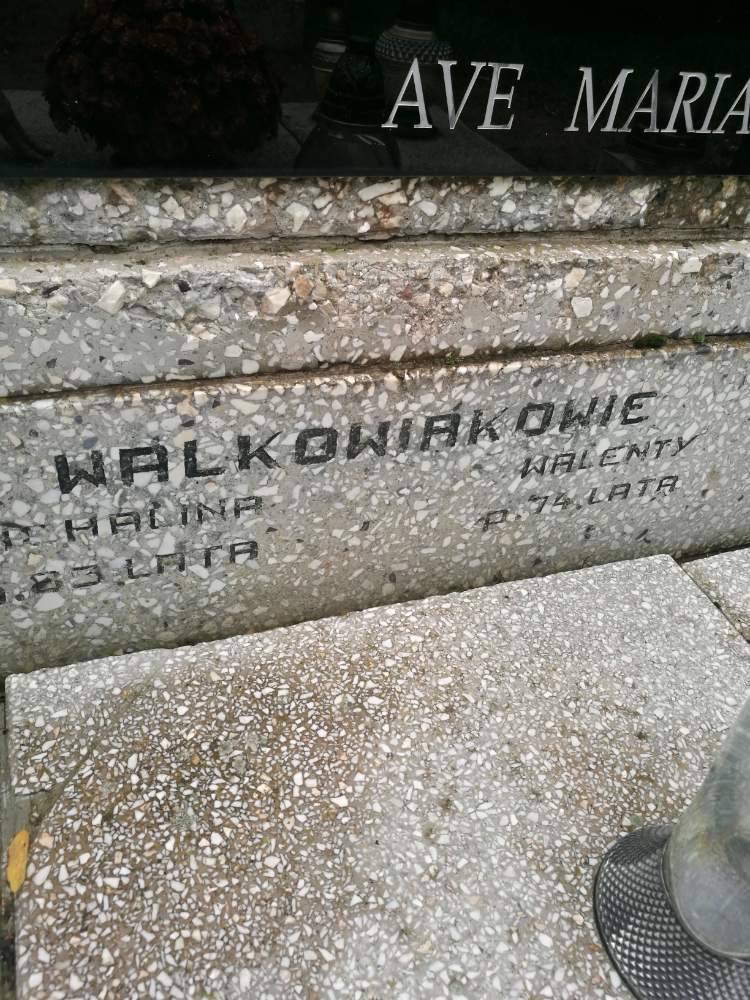 AVE MARIA
WALKOWIAKOWIE
HALINA
WALENTY
83 LATA
P. 74. LATA